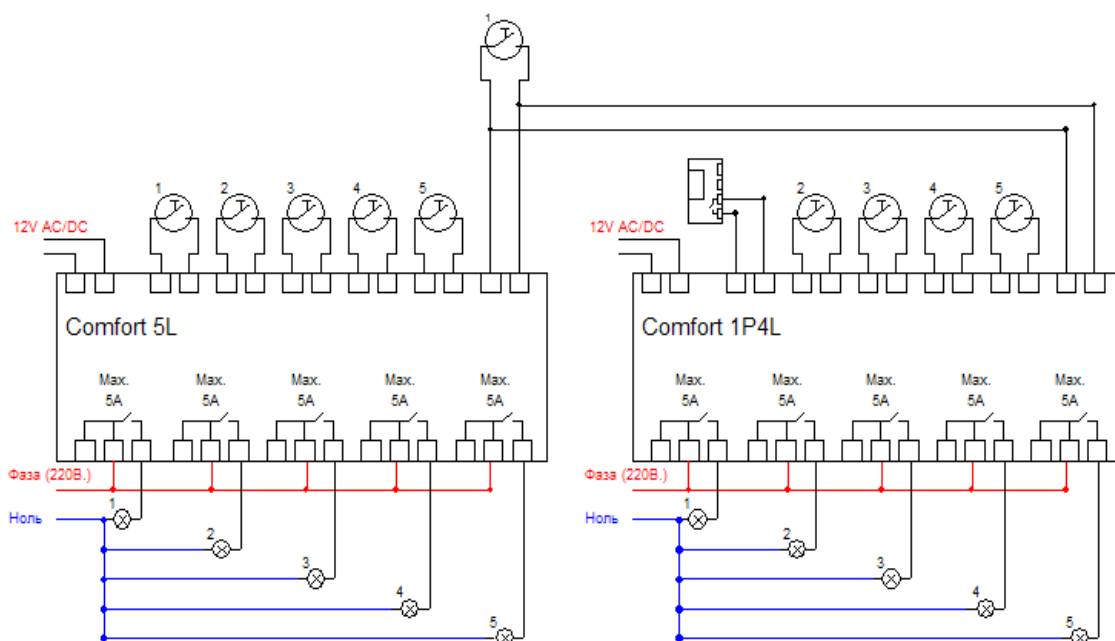 1
1 2 3 4 5
2 3 4 5
12V AC/DC
12V AC/DC
Comfort 5L
Comfort 1P4L
Max. Max. Max. Max. Max.
5A 5A 5A 5A 5A
Max. Max. Max. Max. Max.
5A 5A 5A 5A 5A
Фаза (220В.)
Фаза (220В.)
1
1
Ноль
Ноль
2
2
3
3
4
4
5
5